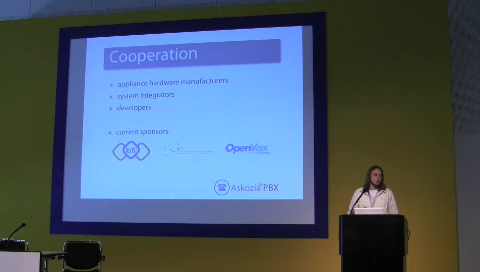 Cooperation
appliance hardware manufacturers
system integrators
developers
current sponsors:
OpenVox
Askozia PBX